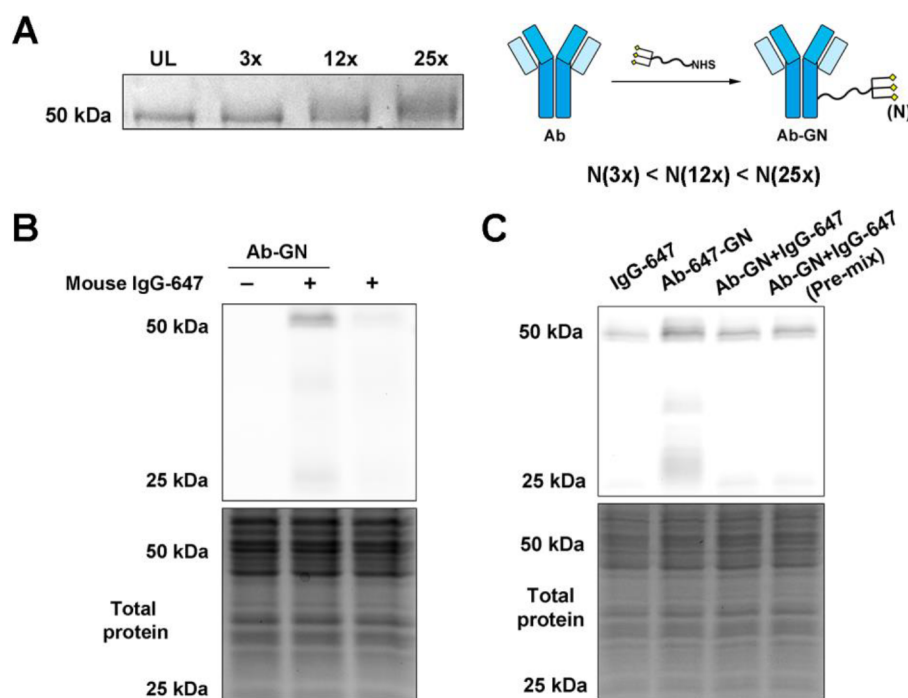 A
UL 3x 12x 25x
50 kDa
NHS
Ab
Ab-GN
(N)
N(3x) < N(12x) < N(25x)
B
Ab-GN
Mouse IgG-647 – + +
50 kDa
25 kDa
50 kDa
Total
protein
25 kDa
C
IgG-647
Ab-647-GN
Ab-GN+IgG-647
Ab-GN+IgG-647
(Pre-mix)
50 kDa
25 kDa
50 kDa
Total
protein
25 kDa